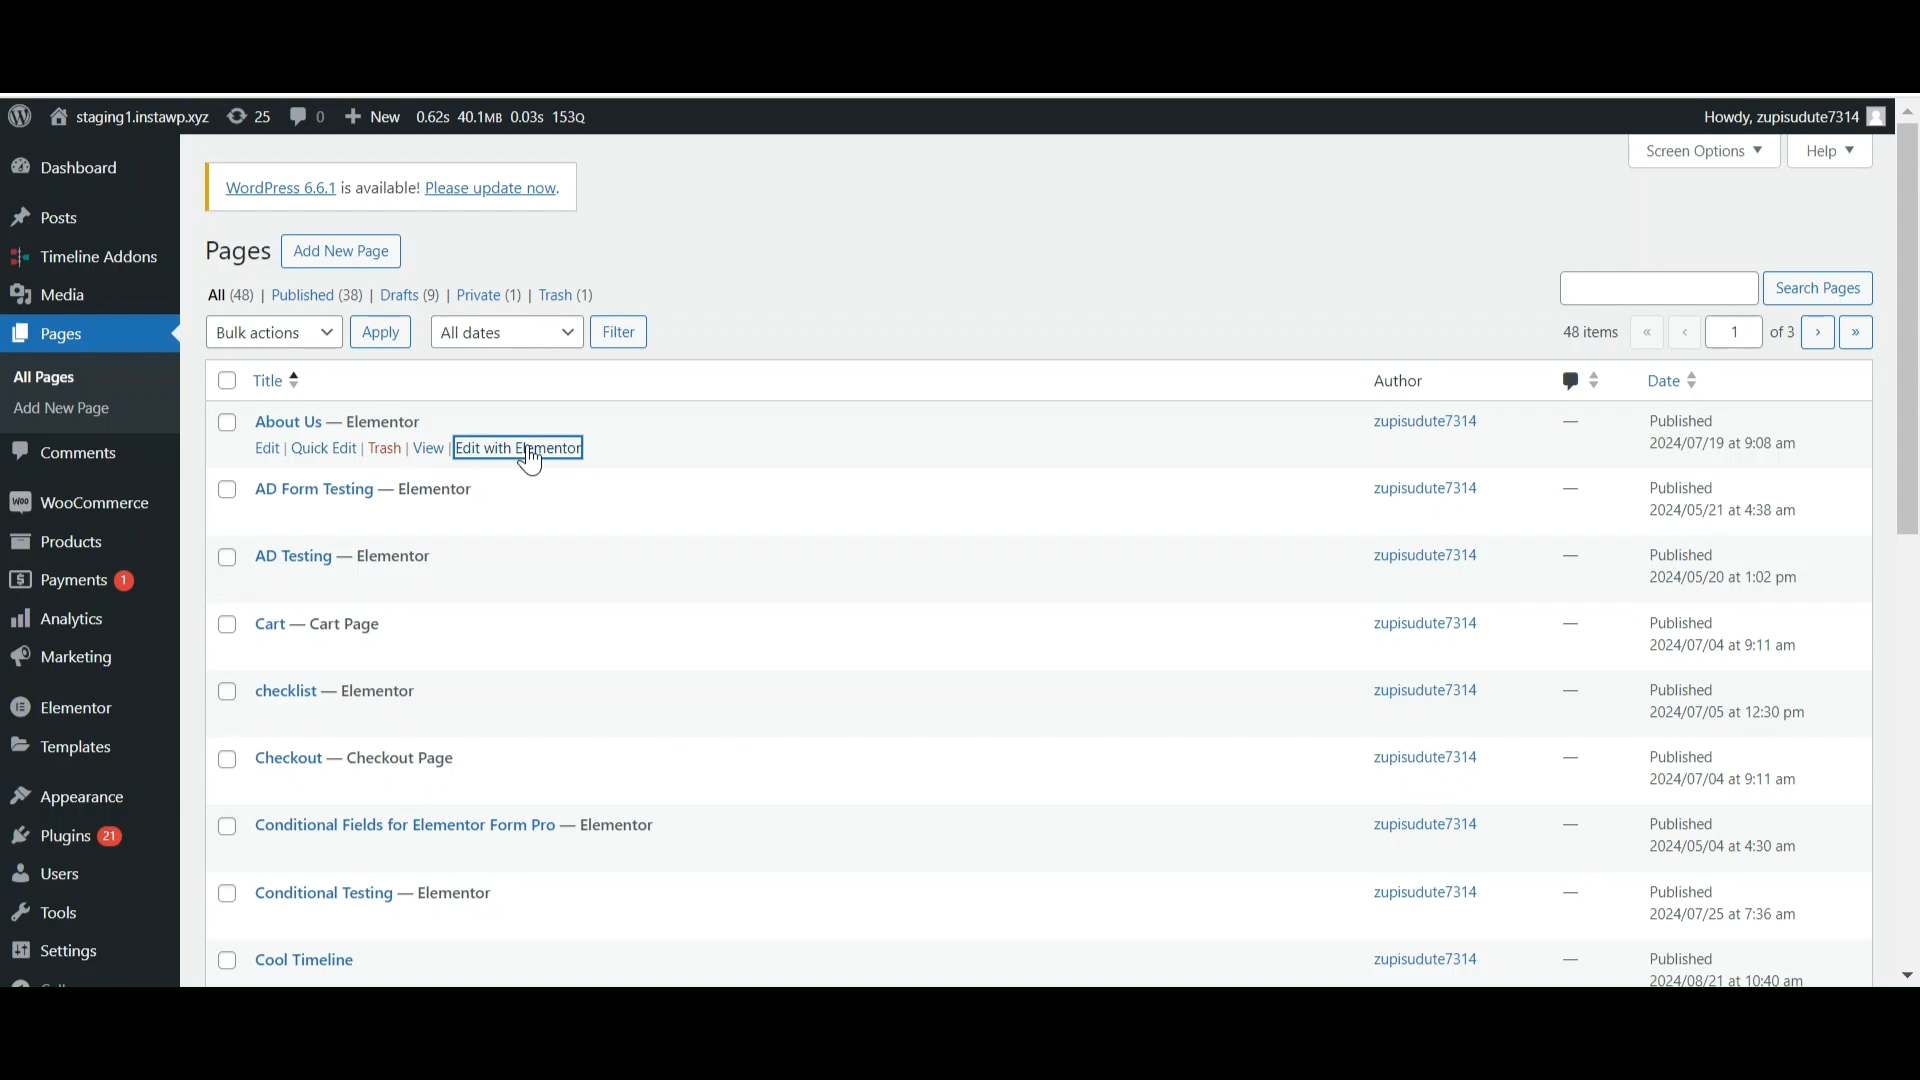 staging1.instawp.xyz 25 0 New 0.62s 40.1MB 0.03s 153Q Howdy, zupisudute7314
Screen Options Help
Dashboard
Posts
Timeline Addons
Media
Pages
All Pages
Add New Page
Comments
WooCommerce
Products
Payments 1
Analytics
Marketing
Elementor
Templates
Appearance
Plugins 21
Users
Tools
Settings
WordPress 6.6.1 is available! Please update now.
Pages Add New Page
All (48) | Published (38) | Drafts (9) | Private (1) | Trash (1)
Search Pages
Bulk actions Apply All dates Filter 48 items « ‹ 1 of 3 › »
Title Author Date
About Us — Elementor zupisudute7314 — Published
Edit | Quick Edit | Trash | View | Edit with Elementor 2024/07/19 at 9:08 am
AD Form Testing — Elementor zupisudute7314 — Published
2024/05/21 at 4:38 am
AD Testing — Elementor zupisudute7314 — Published
2024/05/20 at 1:02 pm
Cart — Cart Page zupisudute7314 — Published
2024/07/04 at 9:11 am
checklist — Elementor zupisudute7314 — Published
2024/07/05 at 12:30 pm
Checkout — Checkout Page zupisudute7314 — Published
2024/07/04 at 9:11 am
Conditional Fields for Elementor Form Pro — Elementor zupisudute7314 — Published
2024/05/04 at 4:30 am
Conditional Testing — Elementor zupisudute7314 — Published
2024/07/25 at 7:36 am
Cool Timeline zupisudute7314 — Published
2024/08/21 at 10:40 am